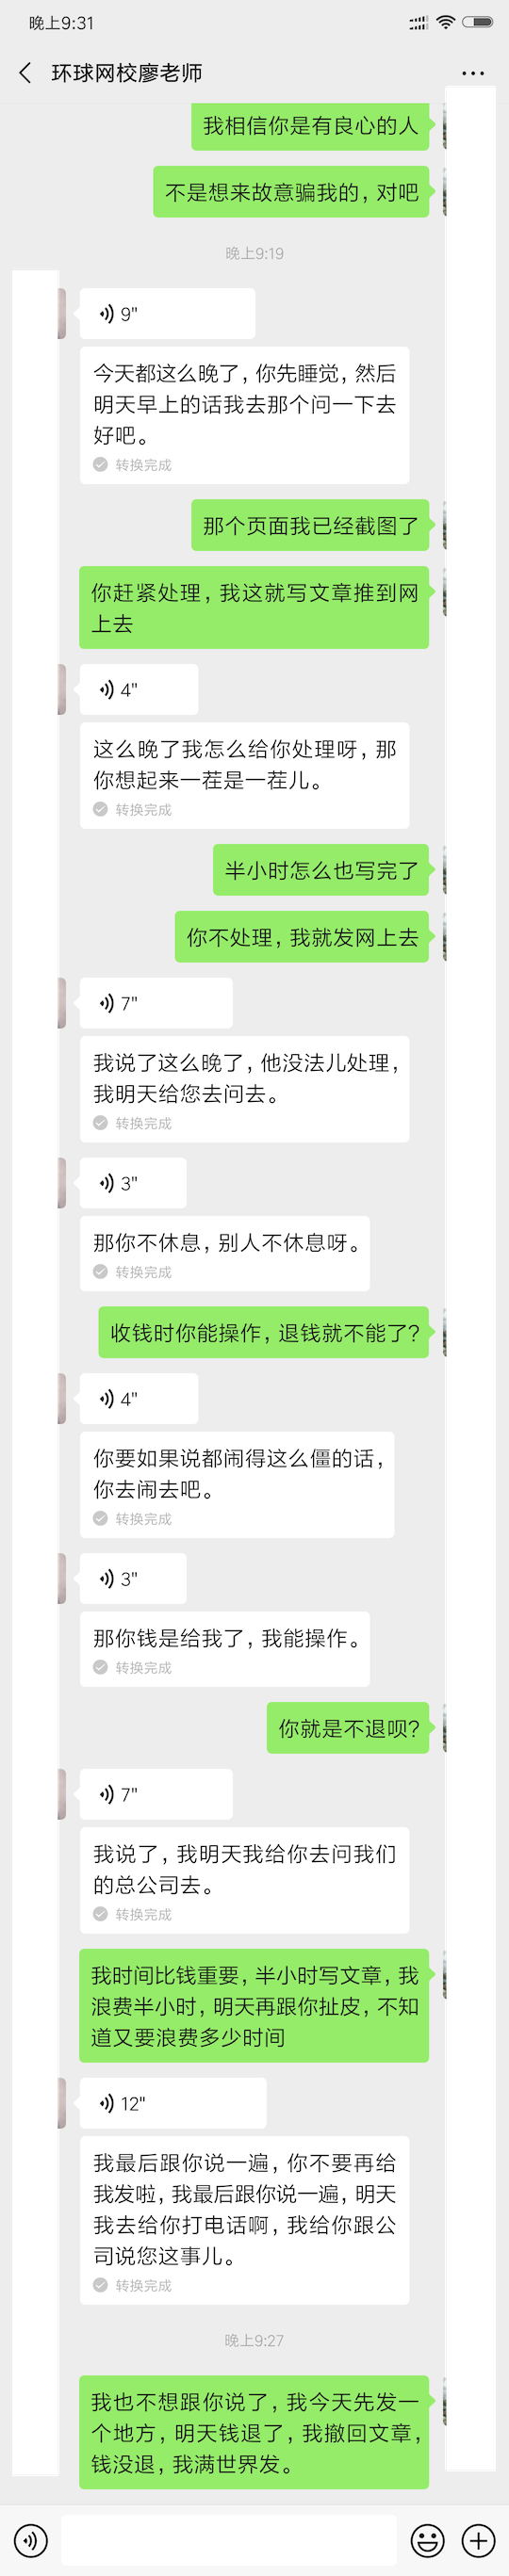 晚上9:31
环球网校廖老师
我相信你是有良心的人
不是想来故意骗我的，对吧
晚上9:19
9"
今天都这么晚了，你先睡觉，然后
明天早上的话我去那个问一下去
好吧。
转换完成
那个页面我已经截图了
你赶紧处理，我这就写文章推到网
上去
4"
这么晚了我怎么给你处理呀，那
你想起来一茬是一茬儿。
转换完成
半小时怎么也写完了
你不处理，我就发网上去
7"
我说了这么晚了，他没法儿处理，
我明天给您去问去。
转换完成
3"
那你不休息，别人不休息呀。
转换完成
收钱时你能操作，退钱就不能了?
4"
你要如果说都闹得这么僵的话，
你去闹去吧。
转换完成
3"
那你钱是给我了，我能操作。
转换完成
你就是不退呗?
7"
我说了，我明天我给你去问我们
的总公司去。
转换完成
我时间比钱重要，半小时写文章，我
浪费半小时，明天再跟你扯皮，不知
道又要浪费多少时间
12"
我最后跟你说一遍，你不要再给
我发啦，我最后跟你说一遍，明天
我去给你打电话啊，我给你跟公
司说您这事儿。
转换完成
晚上9:27
我也不想跟你说了，我今天先发一
个地方，明天钱退了，我撤回文章，
钱没退，我满世界发。